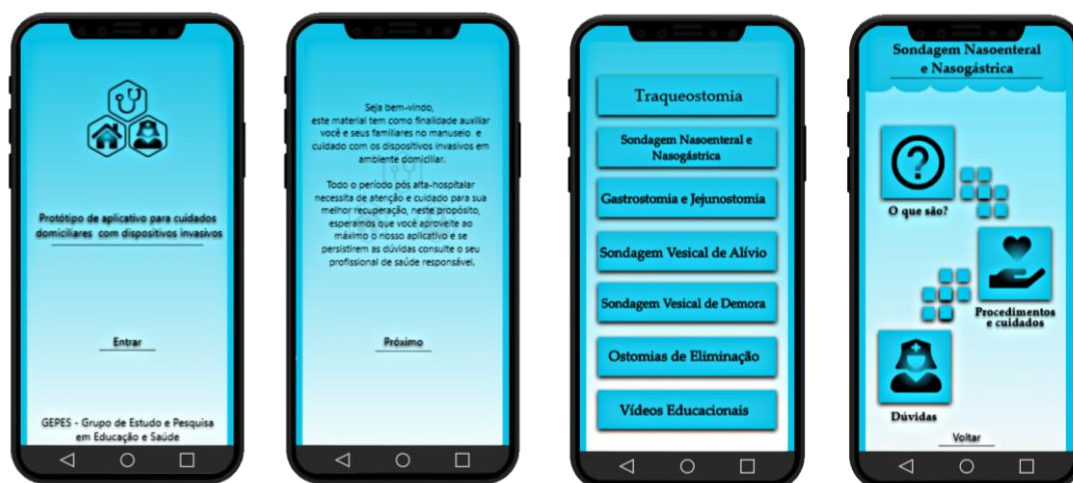 Protótipo de aplicativo para cuidados
domiciliares com dispositivos invasivos
Entrar
GEPES - Grupo de Estudo e Pesquisa
em Educação e Saúde
Seja bem-vindo,
este material tem como finalidade auxiliar
você e seus familiares no manuseio e
cuidado com os dispositivos invasivos em
ambiente domiciliar.
Todo o período pós alta-hospitalar
necessita de atenção e cuidado para sua
melhor recuperação, neste propósito,
esperamos que você aproveite ao
máximo o nosso aplicativo e se
persistirem as dúvidas consulte o seu
profissional de saúde responsável.
Próximo
Traqueostomia
Sondagem Nasoenteral e
Nasogástrica
Gastrostomia e Jejunostomia
Sondagem Vesical de Alívio
Sondagem Vesical de Demora
Ostomias de Eliminação
Vídeos Educacionais
Sondagem Nasoenteral
e Nasogástrica
O que são?
Procedimentos
e cuidados
Dúvidas
Voltar